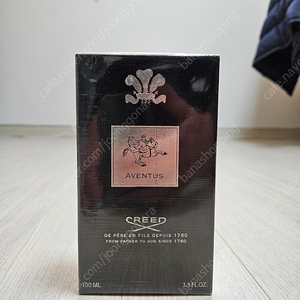 AVENTUS
CREED
DE PÈRE EN FILS DEPUIS 1760
FROM FATHER TO SON SINCE 1760
100 ML
3.3 FL.OZ.